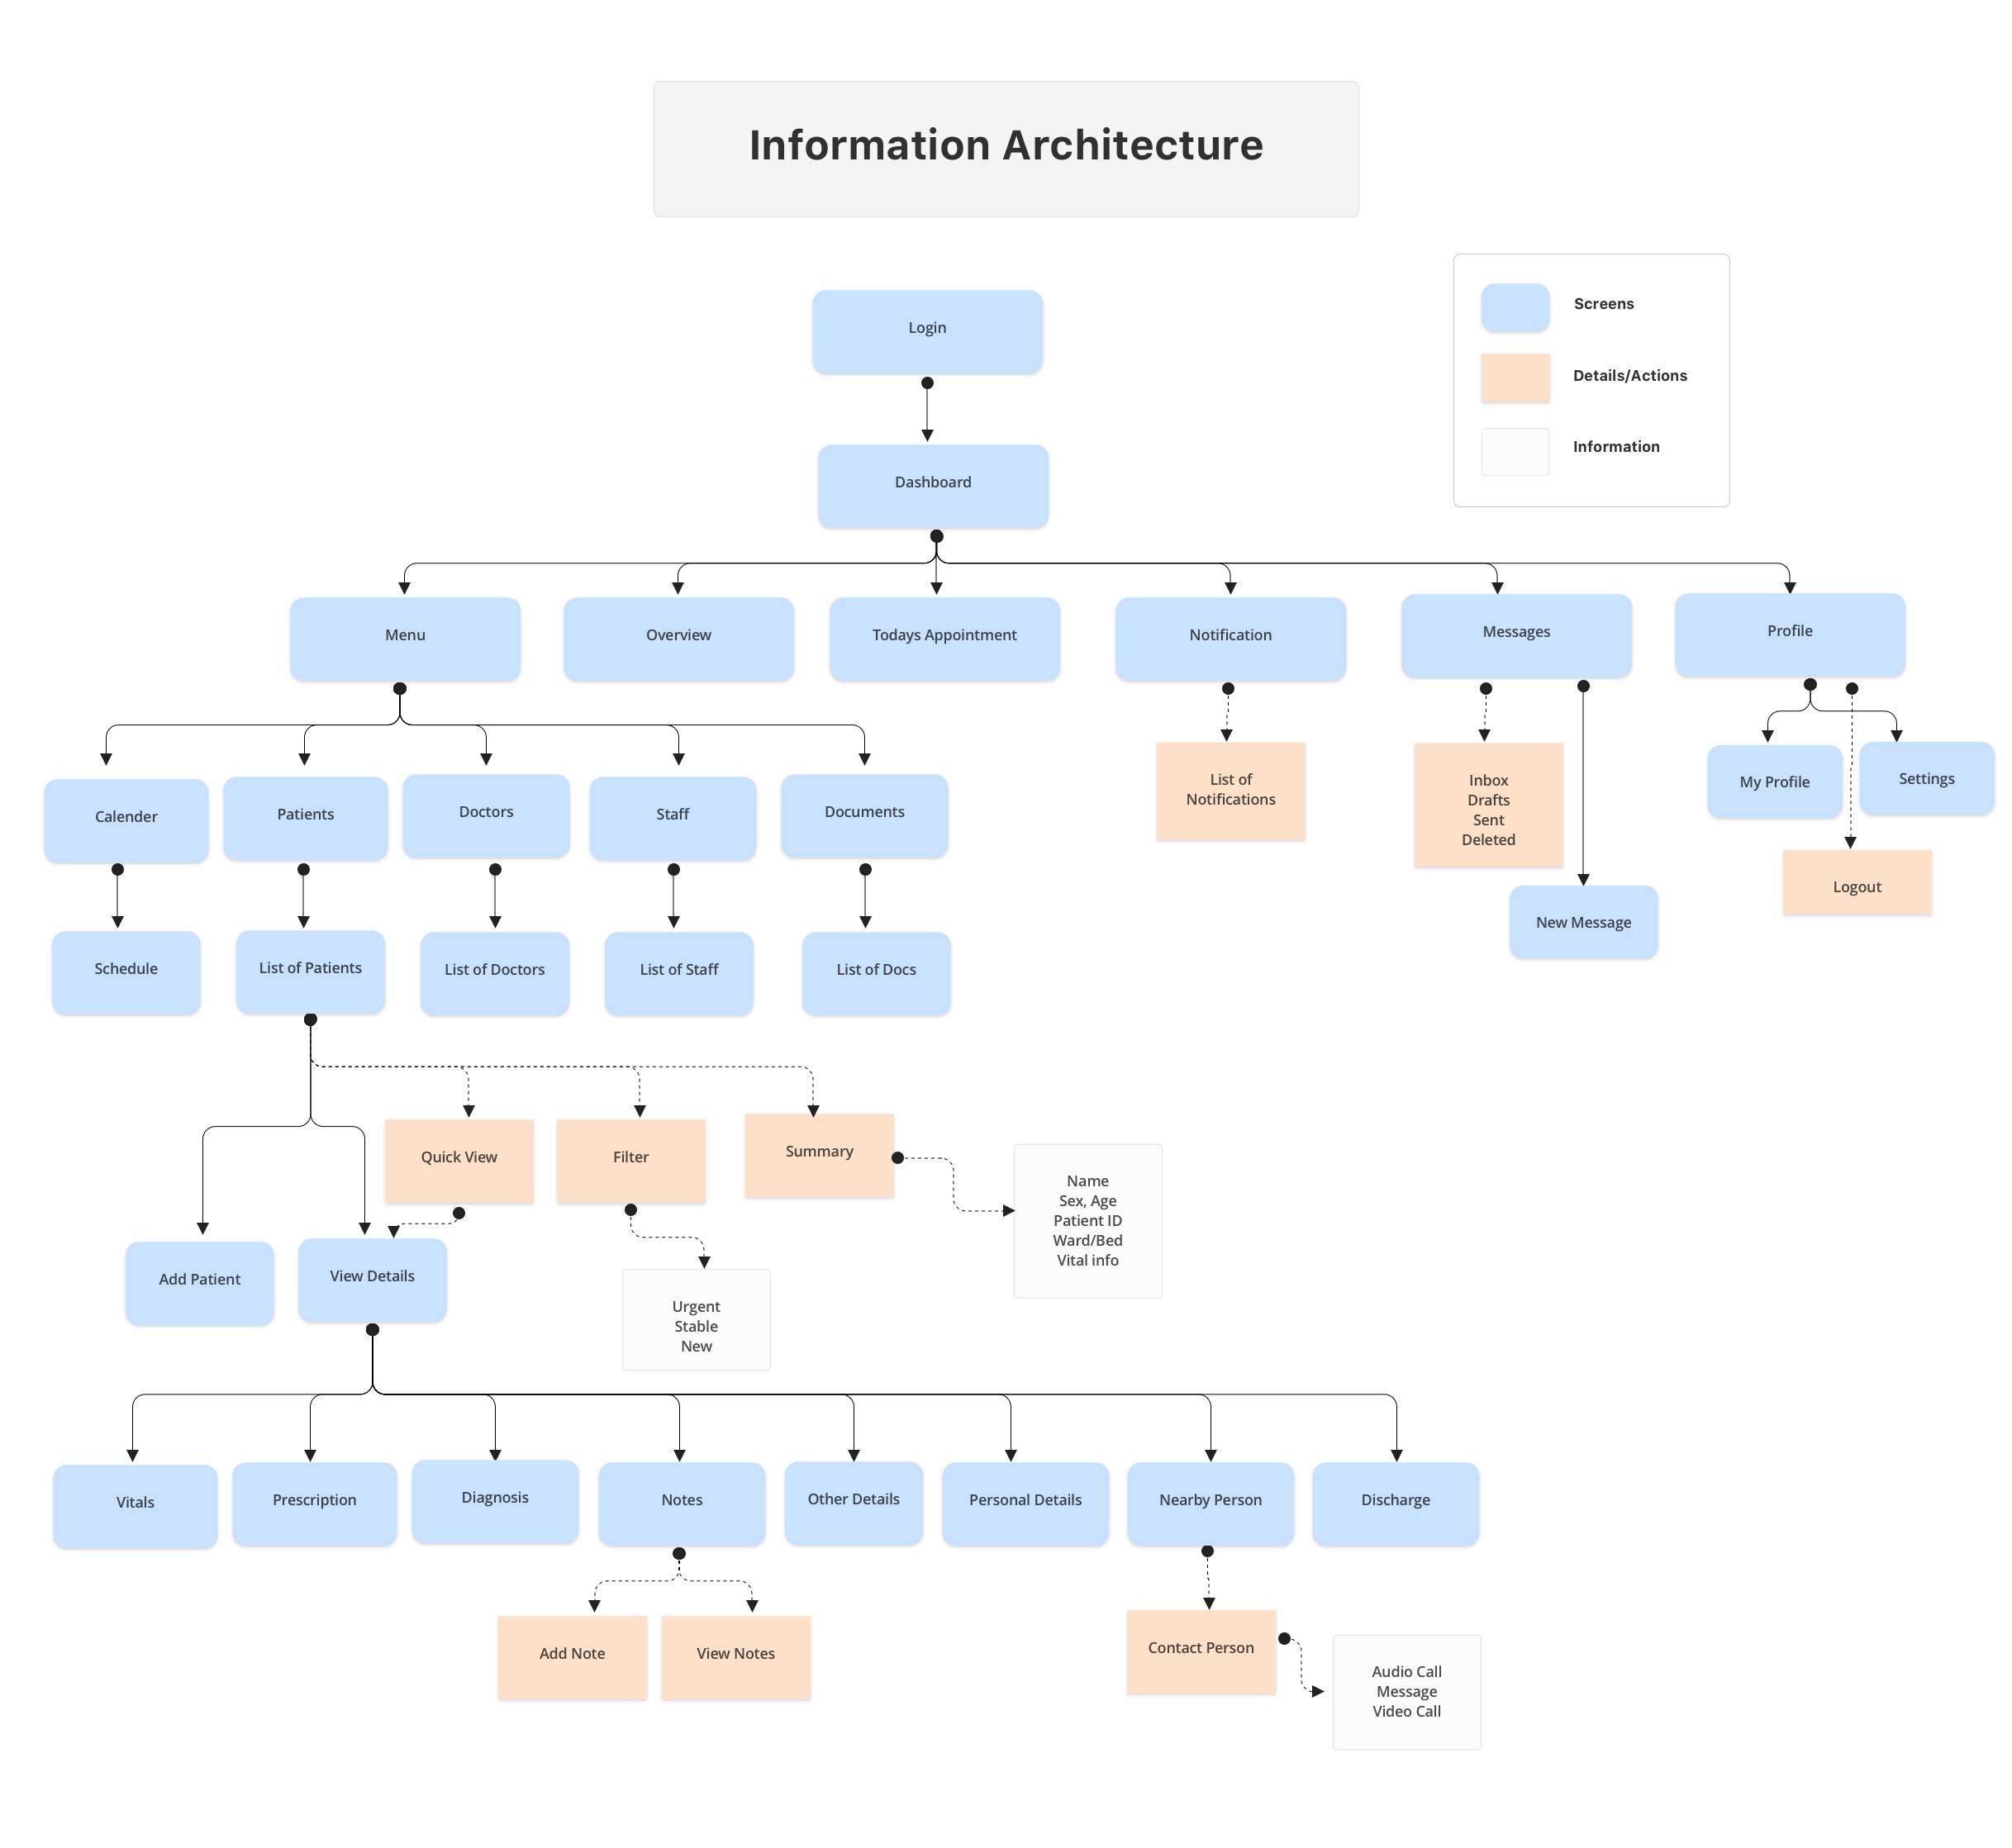 Information Architecture
Screens
Details/Actions
Information
Login
Dashboard
Menu
Overview
Todays Appointment
Notification
Messages
Profile
Calender
Patients
Doctors
Staff
Documents
List of
Notifications
Inbox
Drafts
Sent
Deleted
My Profile
Settings
Logout
New Message
Schedule
List of Patients
List of Doctors
List of Staff
List of Docs
Quick View
Filter
Summary
Name
Sex, Age
Patient ID
Ward/Bed
Vital info
Add Patient
View Details
Urgent
Stable
New
Vitals
Prescription
Diagnosis
Notes
Other Details
Personal Details
Nearby Person
Discharge
Add Note
View Notes
Contact Person
Audio Call
Message
Video Call